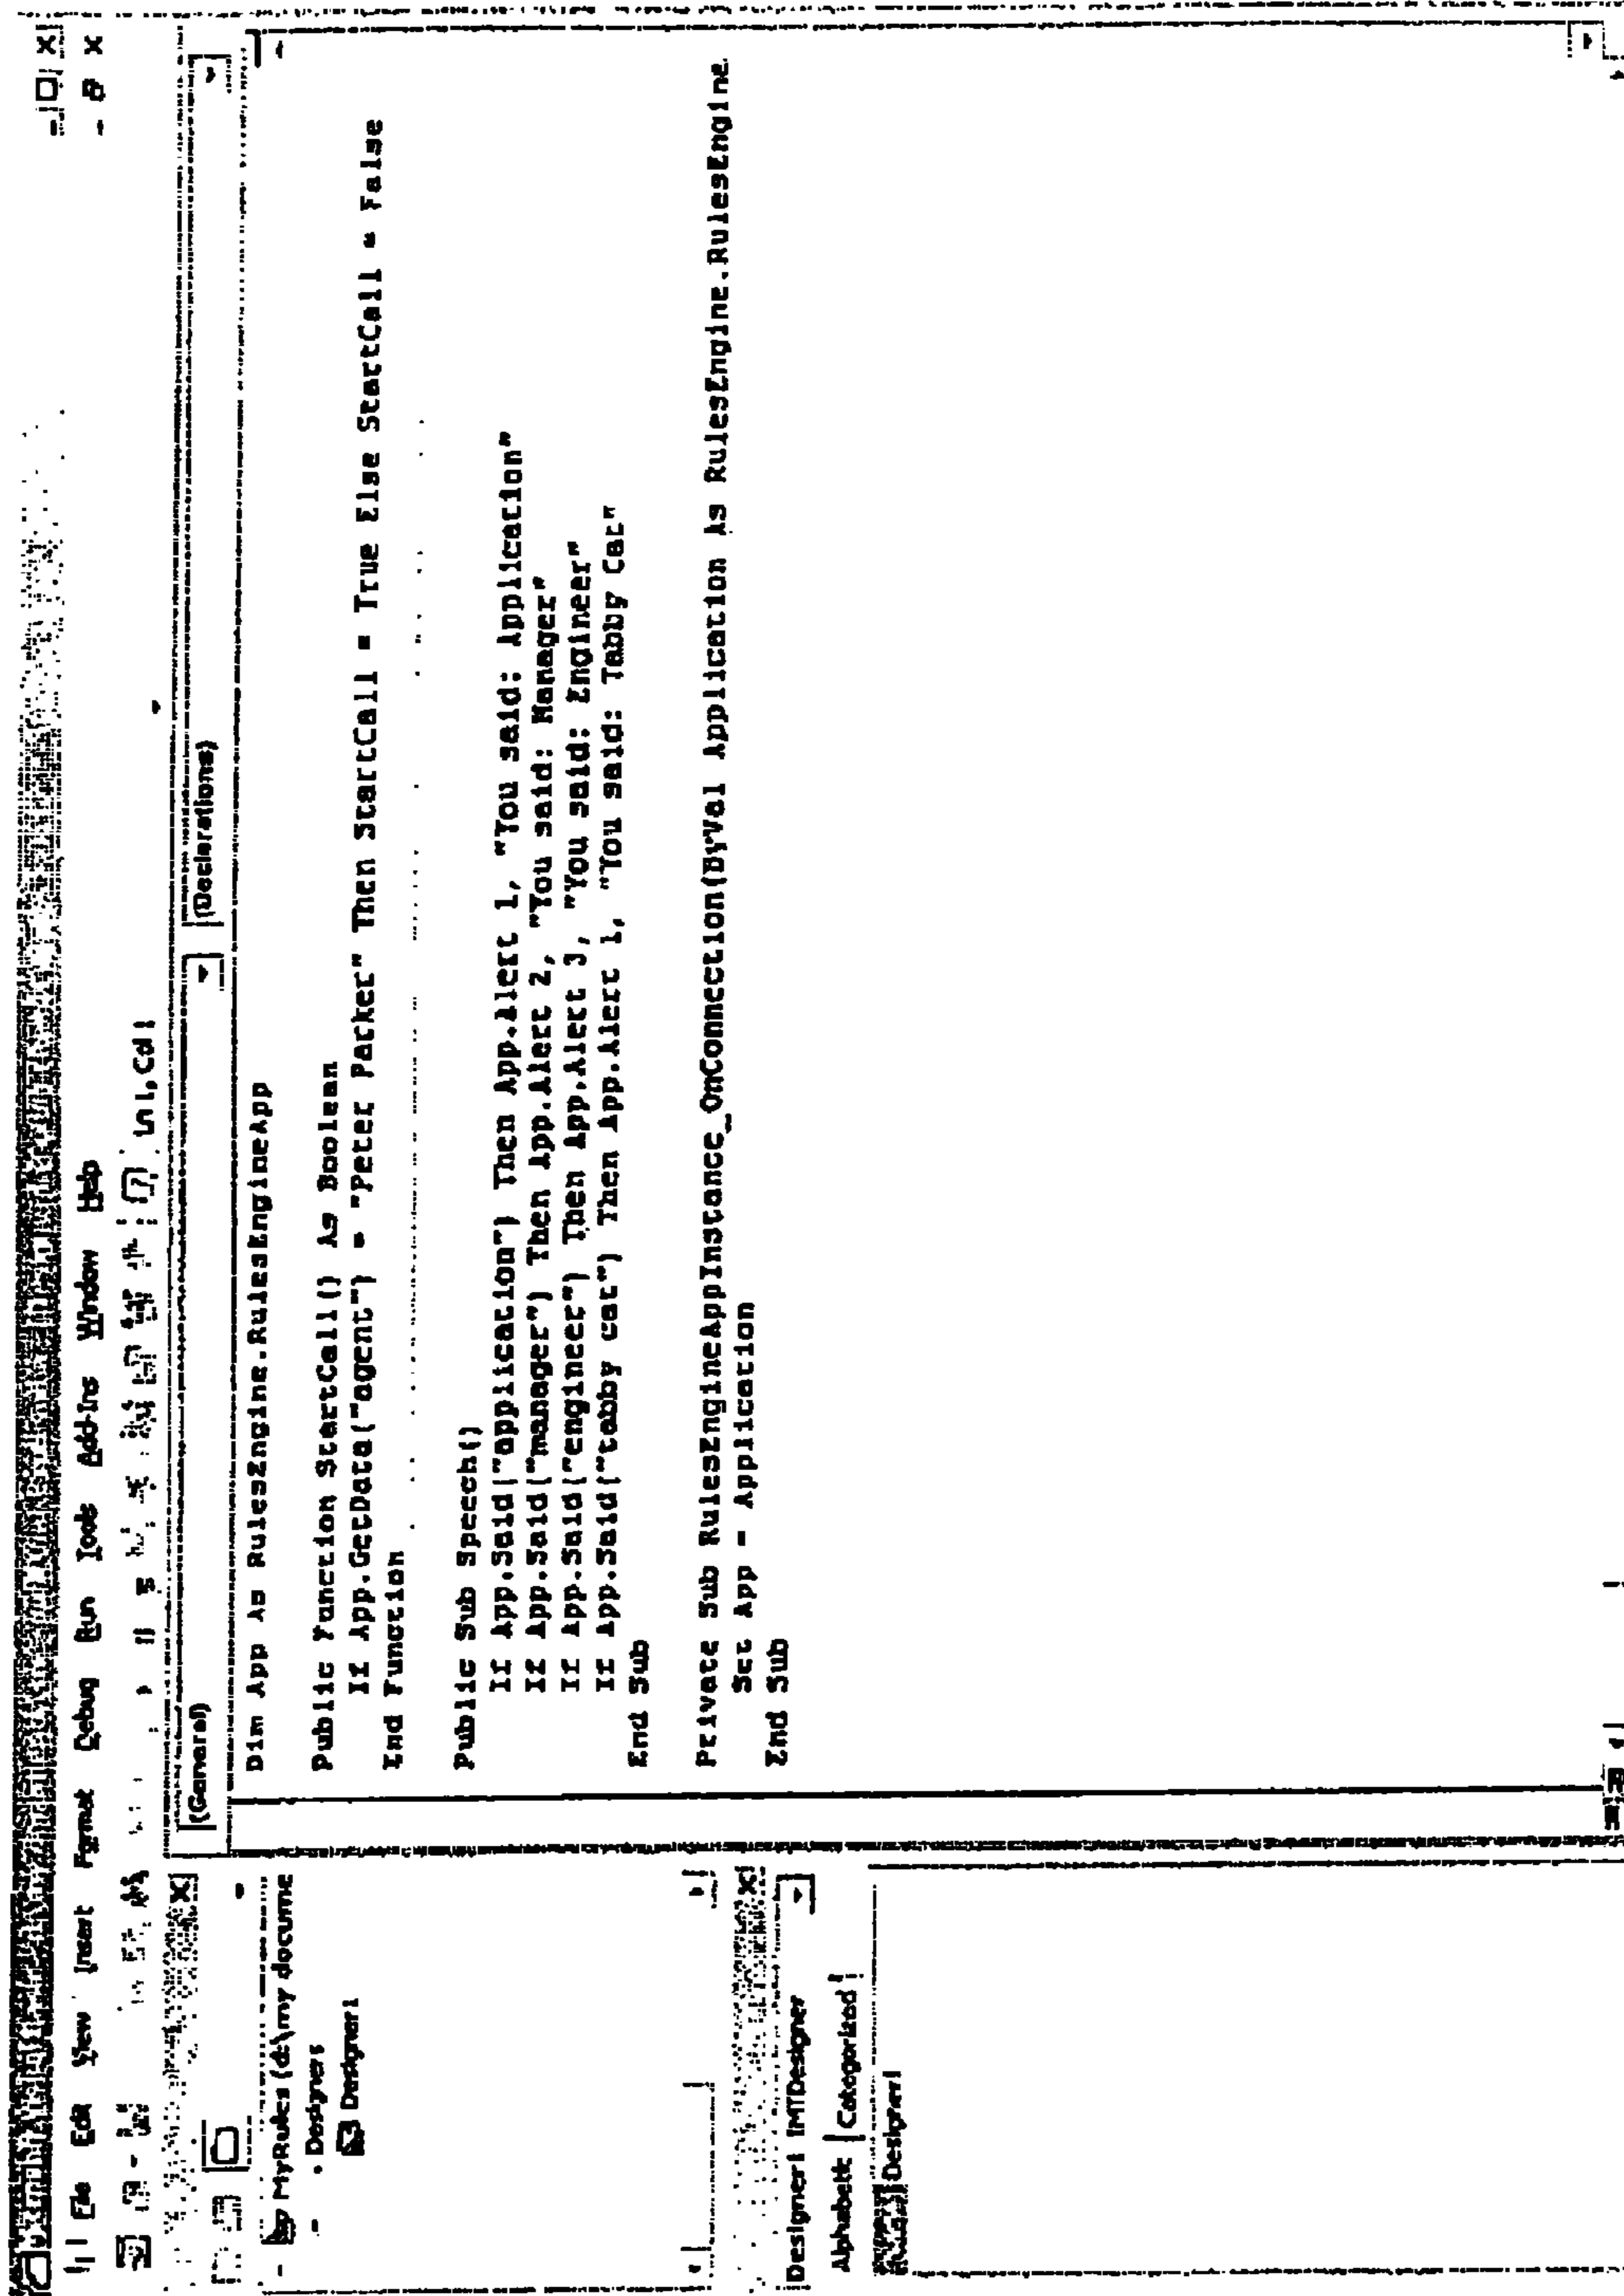 File Edit View Insert Format Debug Run Tools Add-Ins Window Help
Ln 1, Col 1
MyRules (d:\my docume
Designers
Designer1
Designer1 IMTDesigner
Alphabetic Categorized
Designer1
(General)
(Declarations)
Dim App As RulesEngine.RulesEngineApp
Public Function StartCall() As Boolean
If App.GetData("agent") = "Peter Parker" Then StartCall = True Else StartCall = False
End Function
Public Sub Speech()
If App.Said("application") Then App.Alert 1, "You said: Application"
If App.Said("manager") Then App.Alert 2, "You said: Manager"
If App.Said("engineer") Then App.Alert 3, "You said: Engineer"
If App.Said("tabby cat") Then App.Alert 1, "You said: Tabby Cat"
End Sub
Private Sub RulesEngineAppInstance_OnConnection(ByVal Application As RulesEngine.RulesEngine
Set App = Application
End Sub